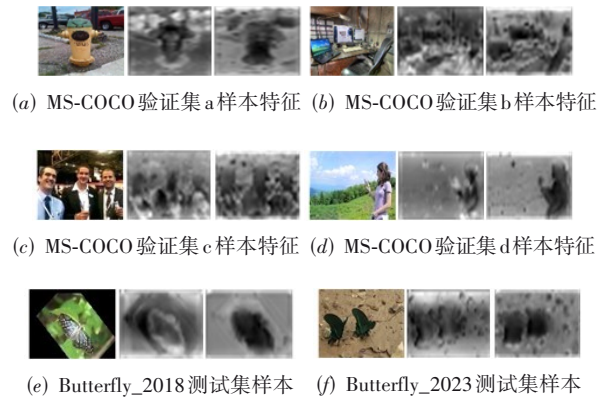 (a) MS-COCO验证集a样本特征 (b) MS-COCO验证集b样本特征
(c) MS-COCO验证集c样本特征 (d) MS-COCO验证集d样本特征
(e) Butterfly_2018测试集样本 (f) Butterfly_2023测试集样本